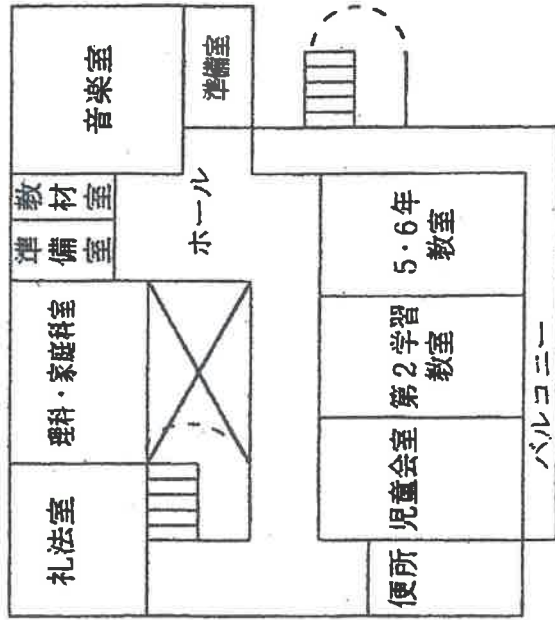 音楽室
準備室
教材室
準備室
ホール
理科・家庭科室
礼法室
5・6年
教室
第2学習
教室
児童会室
便所
バルコニー